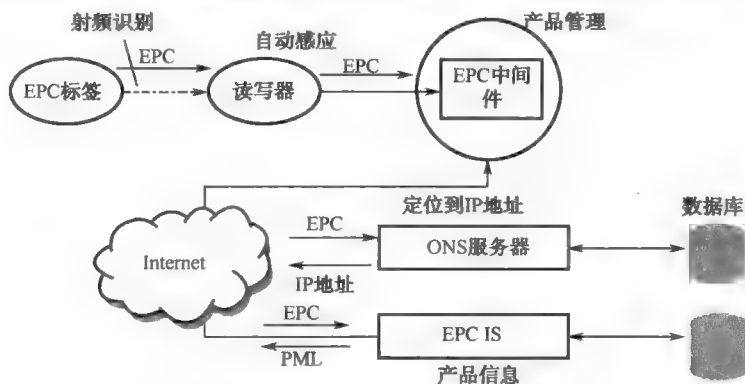 射频识别
自动感应
产品管理
EPC
EPC
EPC标签
读写器
EPC中间
件
定位到IP地址
数据库
EPC
ONS服务器
Internet
IP地址
EPC
EPC IS
PML
产品信息